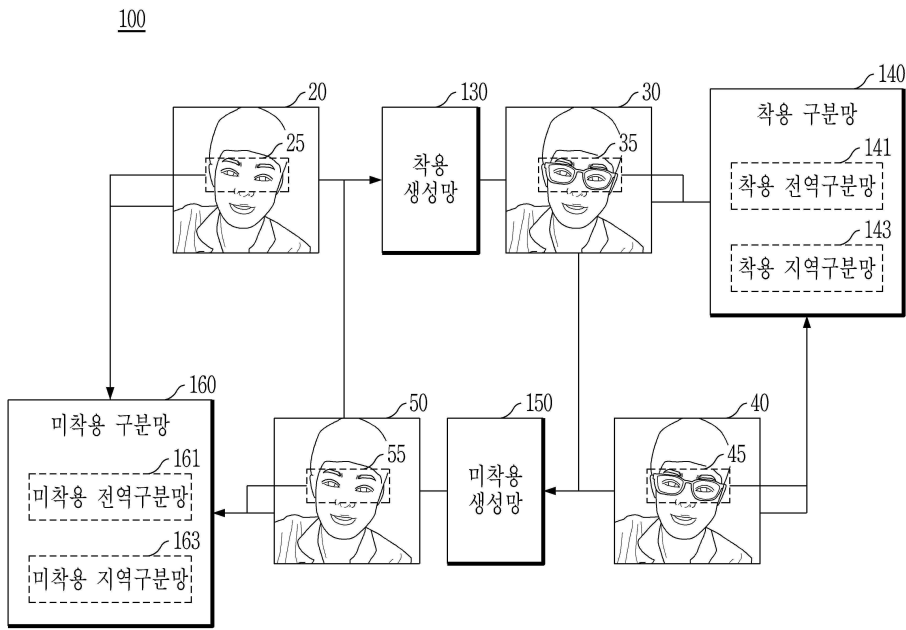 100
20
130
30
140
25
35
착용
생성망
착용 구분망
141
착용 전역구분망
143
착용 지역구분망
160
50
150
40
미착용 구분망
55
45
161
미착용 전역구분망
미착용
생성망
163
미착용 지역구분망